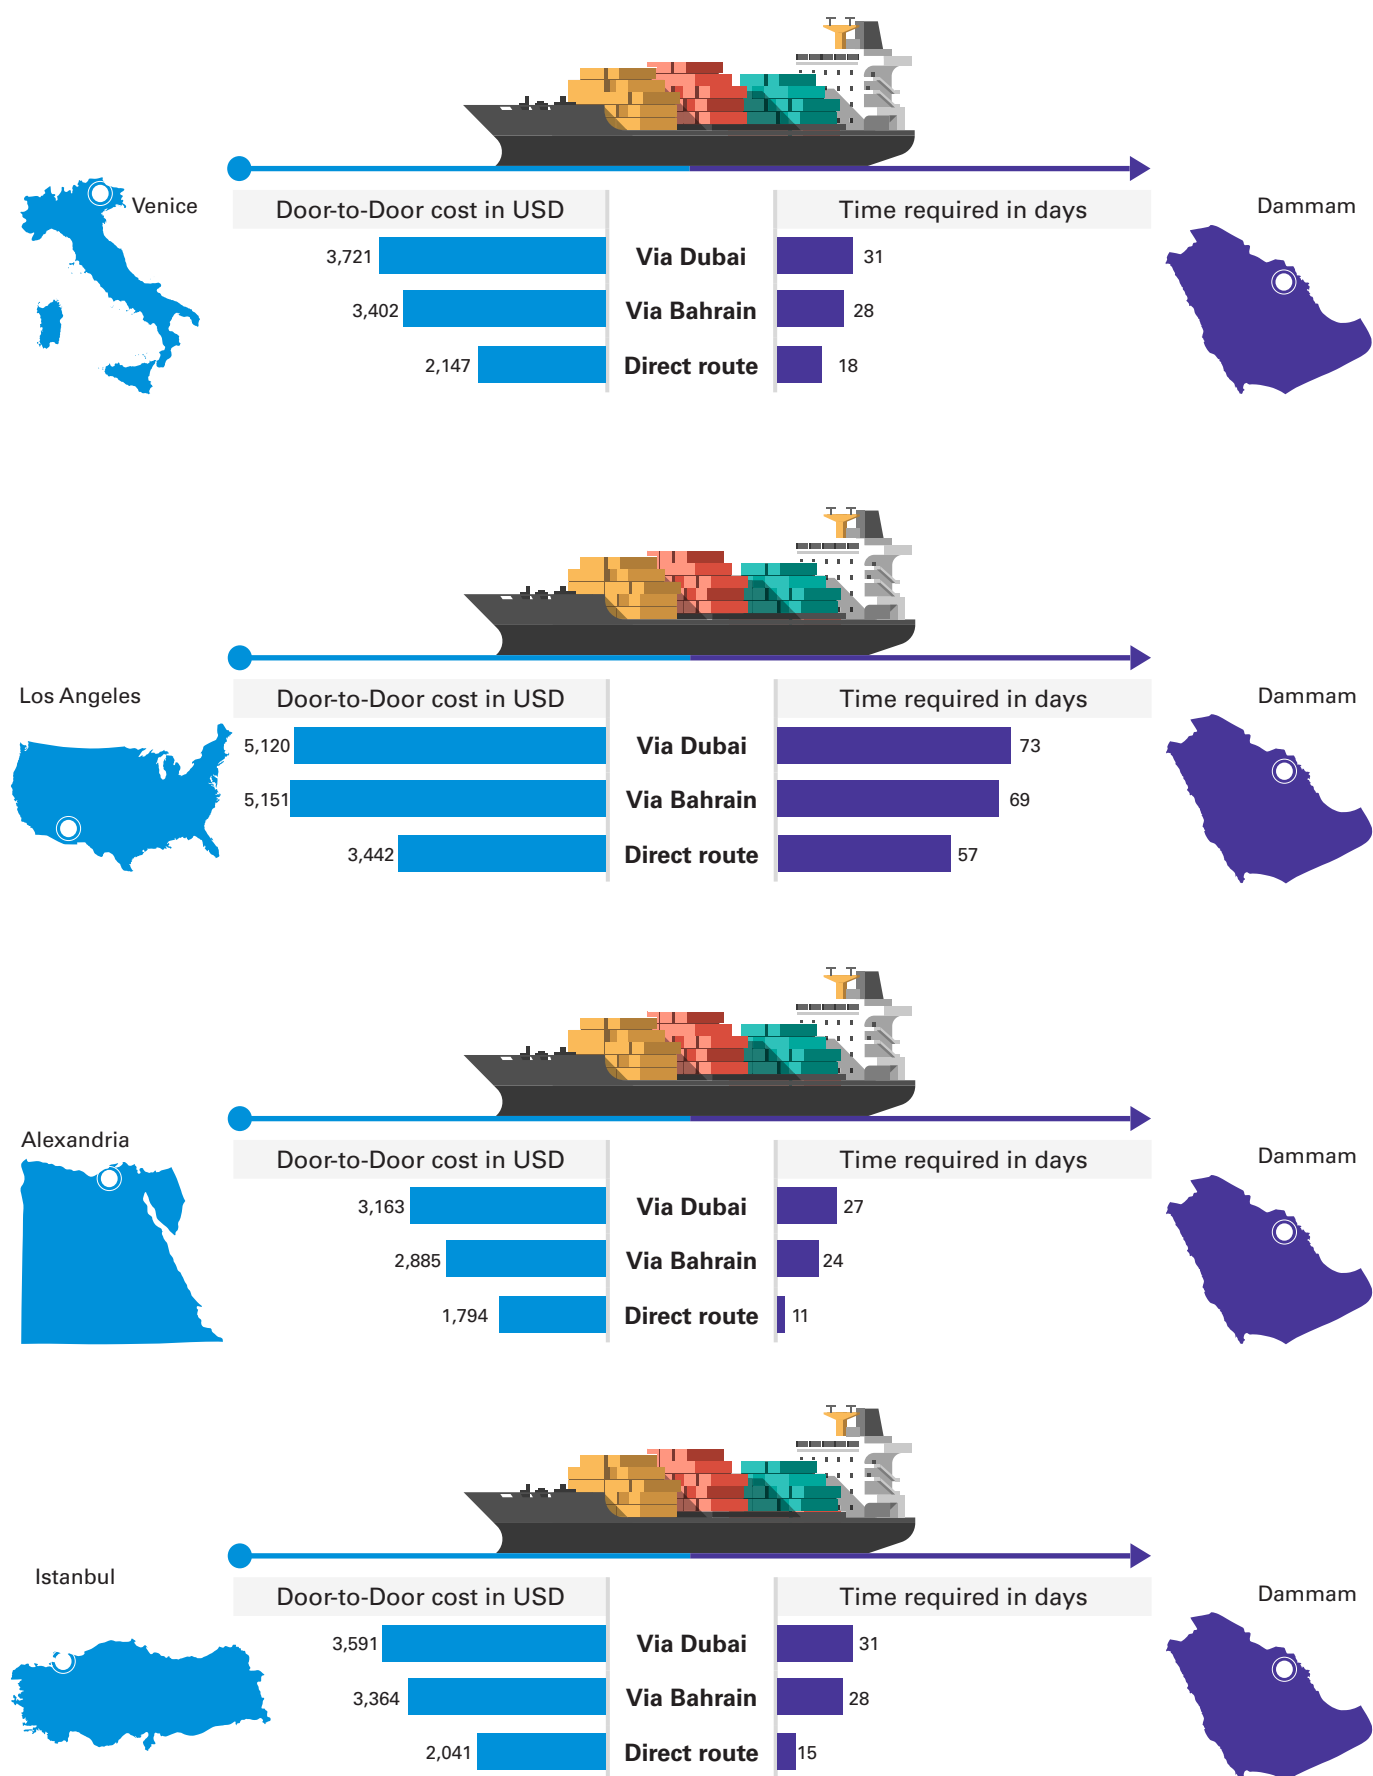 Venice
Door-to-Door cost in USD
Time required in days
Dammam
3,721 Via Dubai 31
3,402 Via Bahrain 28
2,147 Direct route 18
Los Angeles
Door-to-Door cost in USD
Time required in days
Dammam
5,120 Via Dubai 73
5,151 Via Bahrain 69
3,442 Direct route 57
Alexandria
Door-to-Door cost in USD
Time required in days
Dammam
3,163 Via Dubai 27
2,885 Via Bahrain 24
1,794 Direct route 11
Istanbul
Door-to-Door cost in USD
Time required in days
Dammam
3,591 Via Dubai 31
3,364 Via Bahrain 28
2,041 Direct route 15